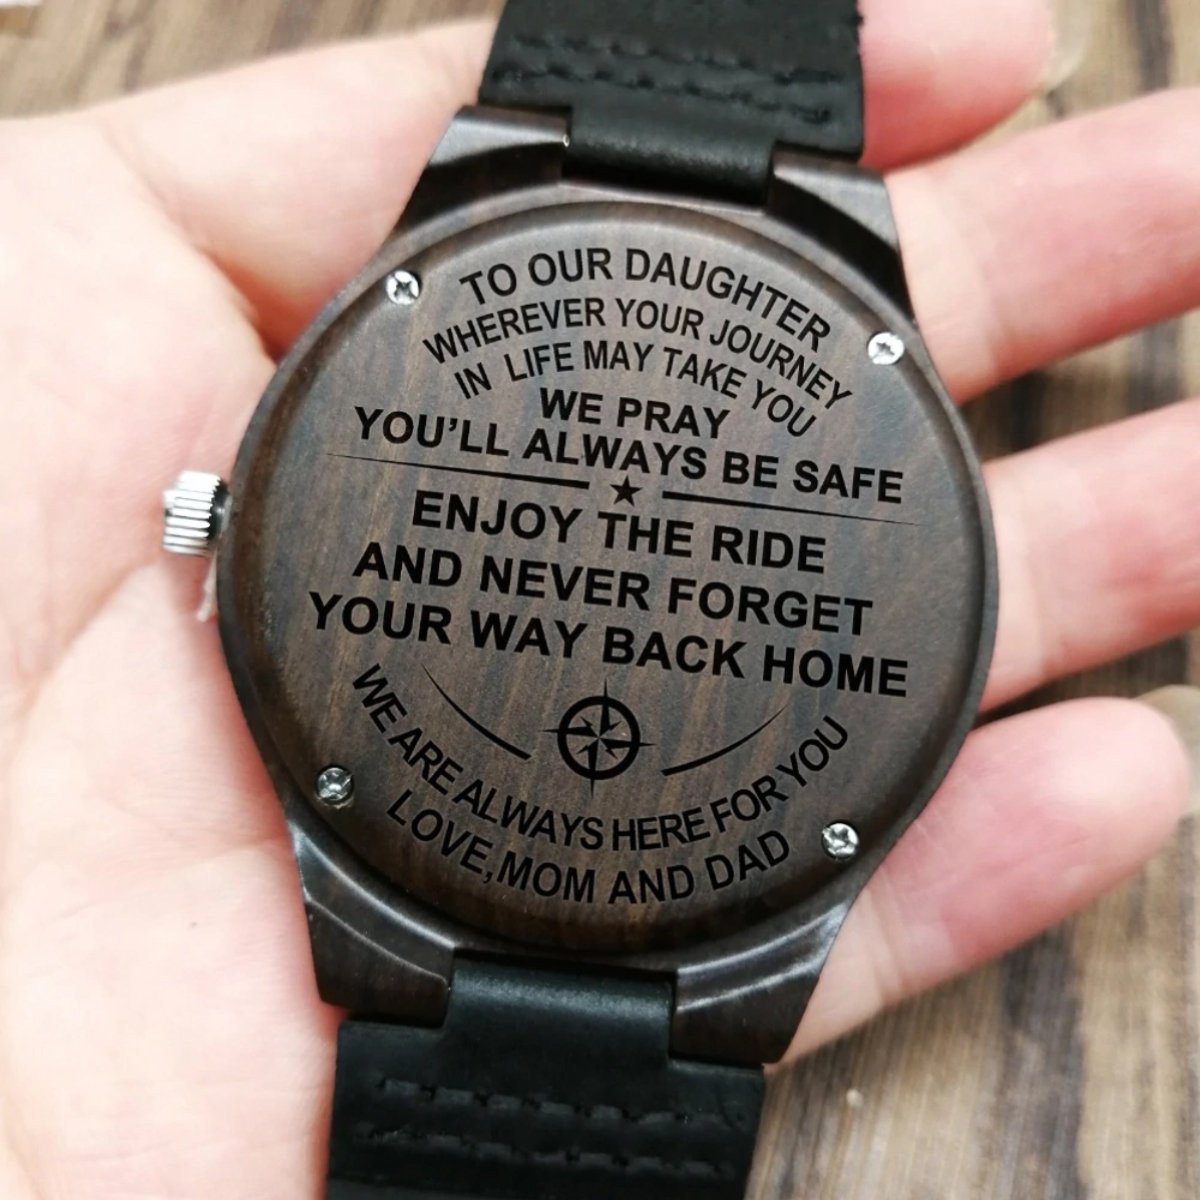 TO OUR DAUGHTER
WHEREVER YOUR JOURNEY
IN LIFE MAY TAKE YOU
WE PRAY
YOU'LL ALWAYS BE SAFE
ENJOY THE RIDE
AND NEVER FORGET
YOUR WAY BACK HOME
WE ARE ALWAYS HERE FOR YOU
LOVE,MOM AND DAD